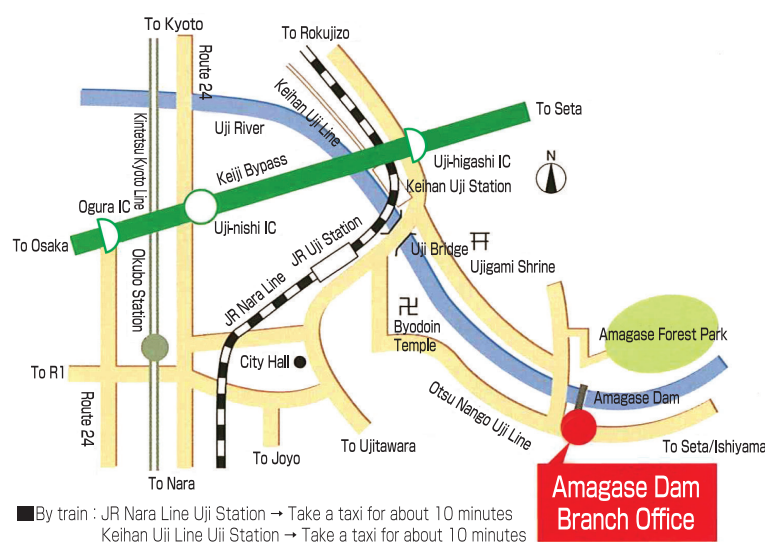 To Kyoto
To Rokujizo
Route 24
Keihan Uji Line
To Seta
Uji River
Kintetsu Kyoto Line
Keiji Bypass
Uji-higashi IC
N
Keihan Uji Station
Ogura IC
Uji-nishi IC
To Osaka
JR Uji Station
Uji Bridge
Ujigami Shrine
Okubo Station
JR Nara Line
卍
Byodoin
Temple
Amagase Forest Park
City Hall
To R1
Amagase Dam
Otsu Nango Uji Line
Route 24
To Ujitawara
To Seta/Ishiyama
To Joyo
To Nara
Amagase Dam
Branch Office
■By train : JR Nara Line Uji Station → Take a taxi for about 10 minutes
Keihan Uji Line Uji Station → Take a taxi for about 10 minutes